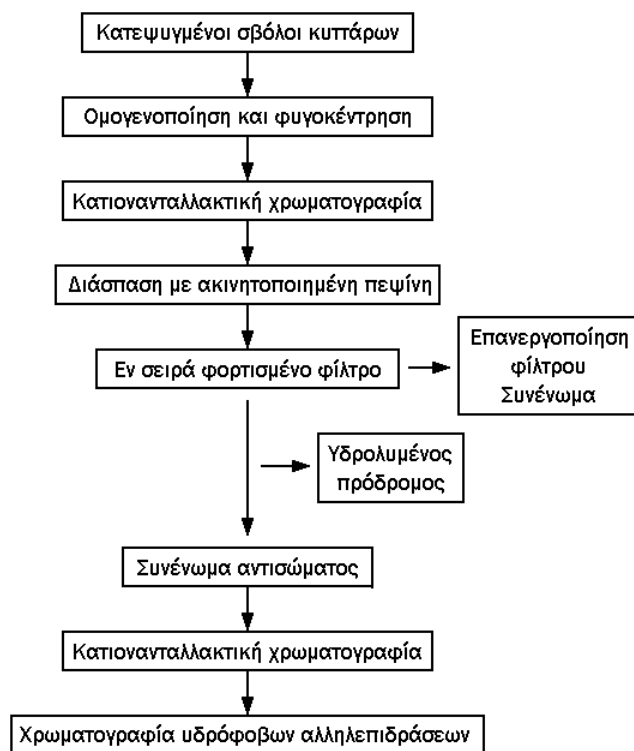 Κατεψυγμένοι σβόλοι κυττάρων
Ομογενοποίηση και φυγοκέντρηση
Κατιονανταλλακτική χρωματογραφία
Διάσπαση με ακινητοποιημένη πεψίνη
Εν σειρά φορτισμένο φίλτρο
Επανεργοποίηση
φίλτρου
Συνένωμα
Υδρολυμένος
πρόδρομος
Συνένωμα αντισώματος
Κατιονανταλλακτική χρωματογραφία
Χρωματογραφία υδρόφοβων αλληλεπιδράσεων